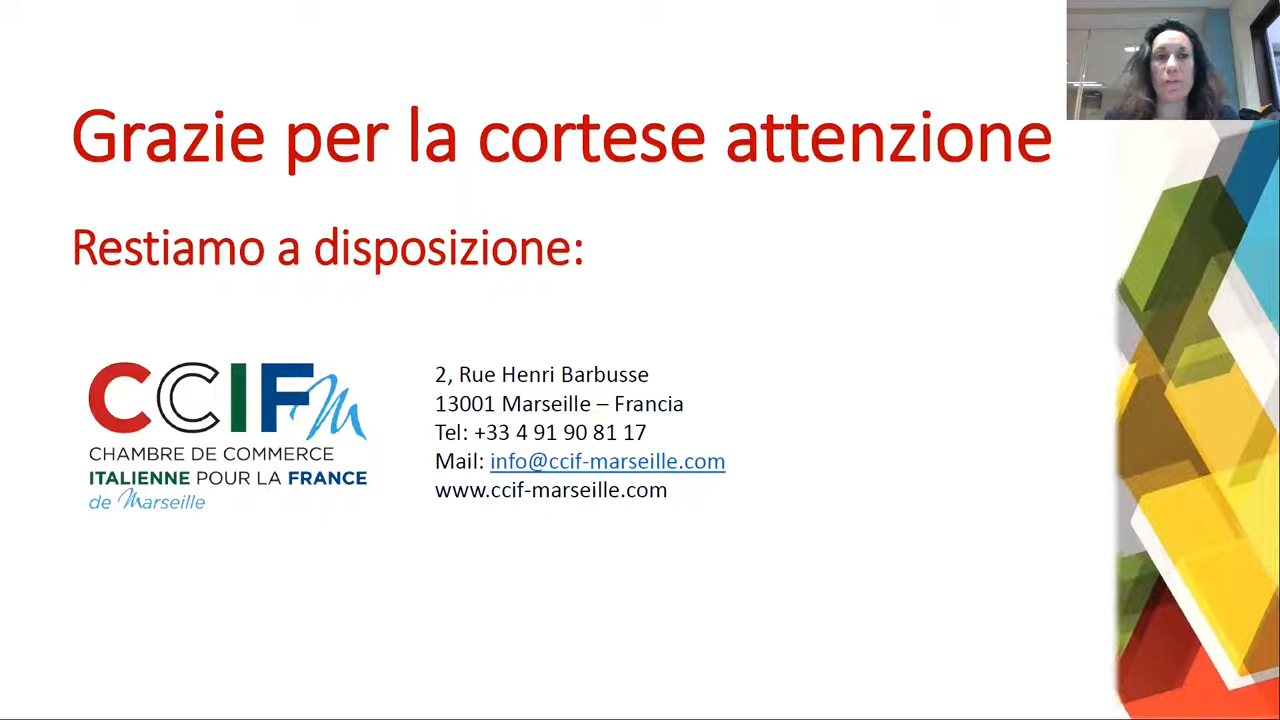 Grazie per la cortese attenzione
Restiamo a disposizione:
CCIFM
CHAMBRE DE COMMERCE
ITALIENNE POUR LA FRANCE
de Marseille
2, Rue Henri Barbusse
13001 Marseille – Francia
Tel: +33 4 91 90 81 17
Mail: info@ccif-marseille.com
www.ccif-marseille.com